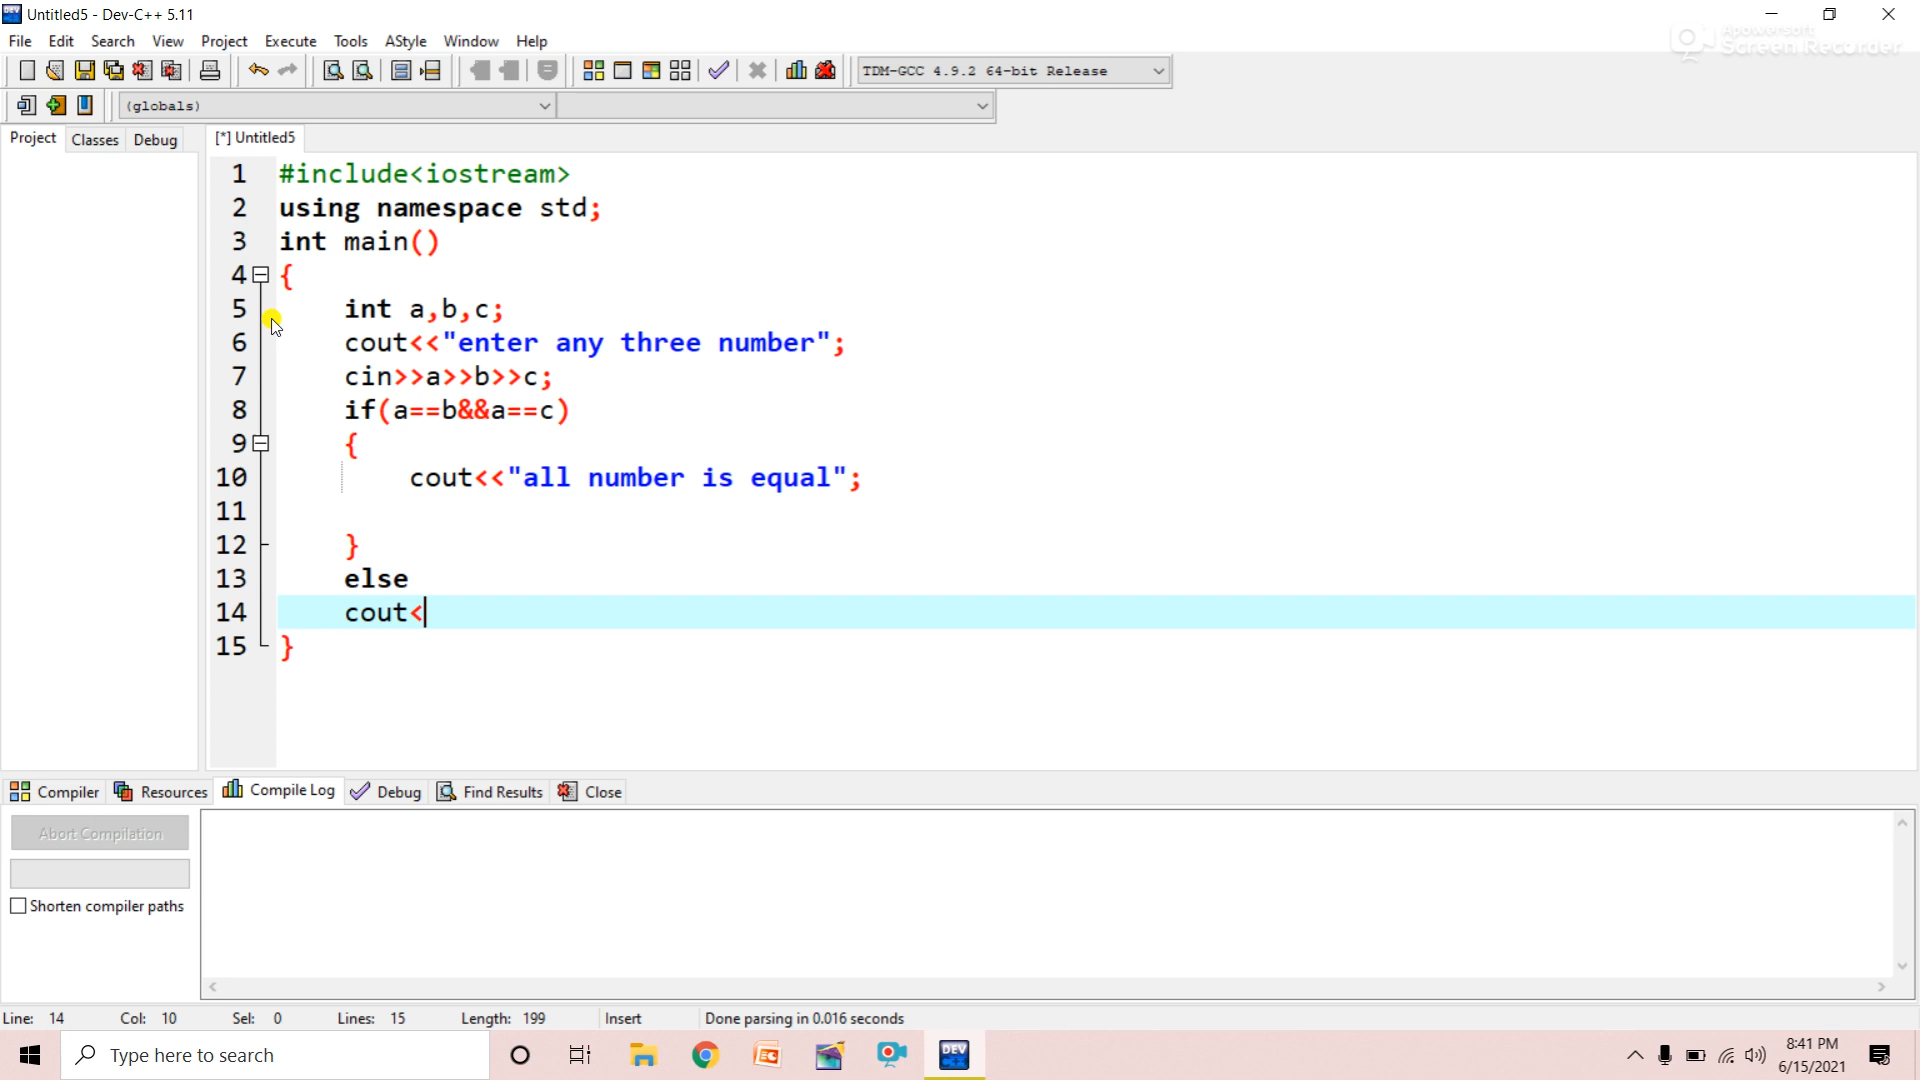 Untitled5 - Dev-C++ 5.11
File Edit Search View Project Execute Tools AStyle Window Help
Apowersoft
Screen Recorder
TDM-GCC 4.9.2 64-bit Release
(globals)
Project Classes Debug [*] Untitled5
1 #include<iostream>
2 using namespace std;
3 int main()
4 {
5 int a,b,c;
6 cout<<"enter any three number";
7 cin>>a>>b>>c;
8 if(a==b&&a==c)
9 {
10 cout<<"all number is equal";
11
12 }
13 else
14 cout<
15 }
Compiler Resources Compile Log Debug Find Results Close
Abort Compilation
Shorten compiler paths
Line: 14 Col: 10 Sel: 0 Lines: 15 Length: 199 Insert Done parsing in 0.016 seconds
Type here to search
EC
DEV
C++
8:41 PM
6/15/2021